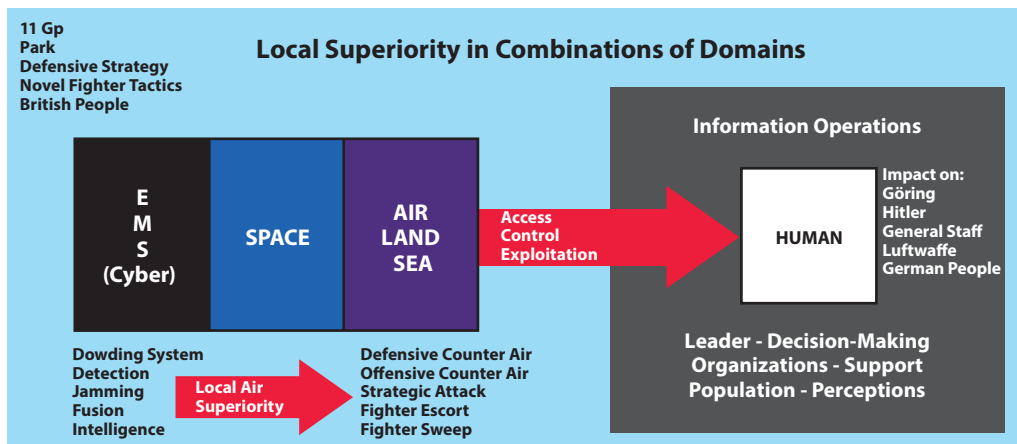 11 Gp
Park
Defensive Strategy
Novel Fighter Tactics
British People
Local Superiority in Combinations of Domains
E
M
S
(Cyber)
SPACE
AIR
LAND
SEA
Access
Control
Exploitation
Information Operations
HUMAN
Impact on:
Göring
Hitler
General Staff
Luftwaffe
German People
Leader - Decision-Making
Organizations - Support
Population - Perceptions
Dowding System
Detection
Jamming
Fusion
Intelligence
Local Air
Superiority
Defensive Counter Air
Offensive Counter Air
Strategic Attack
Fighter Escort
Fighter Sweep